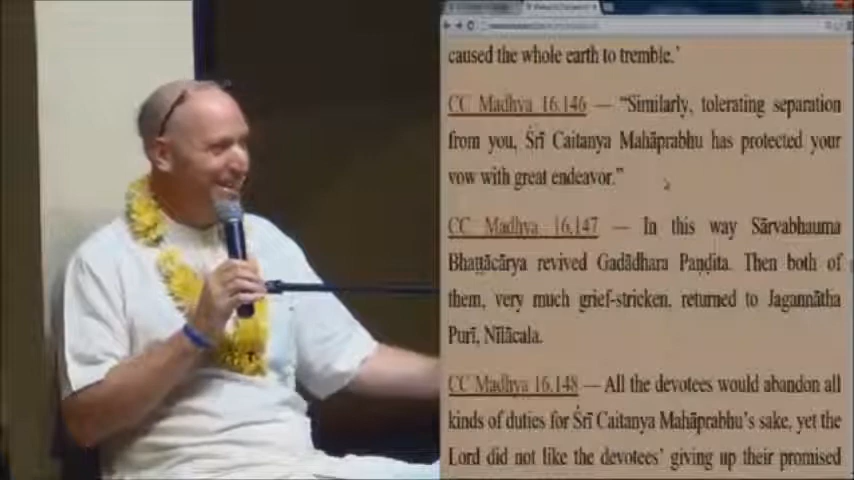 caused the whole earth to tremble.’
CC Madhya 16.146 — “Similarly, tolerating separation
from you, Śrī Caitanya Mahāprabhu has protected your
vow with great endeavor.”
CC Madhya 16.147 — In this way Sārvabhauma
Bhaṭṭācārya revived Gadādhara Paṇḍita. Then both of
them, very much grief-stricken, returned to Jagannātha
Purī, Nīlācala.
CC Madhya 16.148 — All the devotees would abandon all
kinds of duties for Śrī Caitanya Mahāprabhu’s sake, yet the
Lord did not like the devotees’ giving up their promised